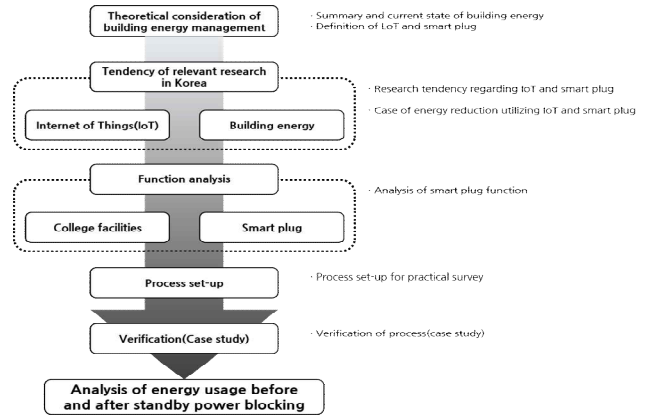 Theoretical consideration of
building energy management
· Summary and current state of building energy
· Definition of LoT and smart plug
Tendency of relevant research
in Korea
· Research tendency regarding IoT and smart plug
Internet of Things(IoT)
Building energy
· Case of energy reduction utilizing IoT and smart plug
Function analysis
· Analysis of smart plug function
College facilities
Smart plug
Process set-up
· Process set-up for practical survey
Verification(Case study)
· Verification of process(case study)
Analysis of energy usage before
and after standby power blocking